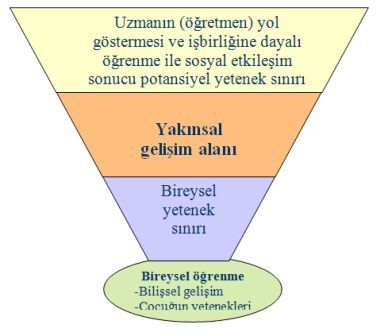 Uzmanın (öğretmen) yol
göstermesi ve işbirliğine dayalı
öğrenme ile sosyal etkileşim
sonucu potansiyel yetenek sınırı
Yakınsal
gelişim alanı
Bireysel
yetenek
sınırı
Bireysel öğrenme
-Bilişsel gelişim
-Çocuğun yetenekleri